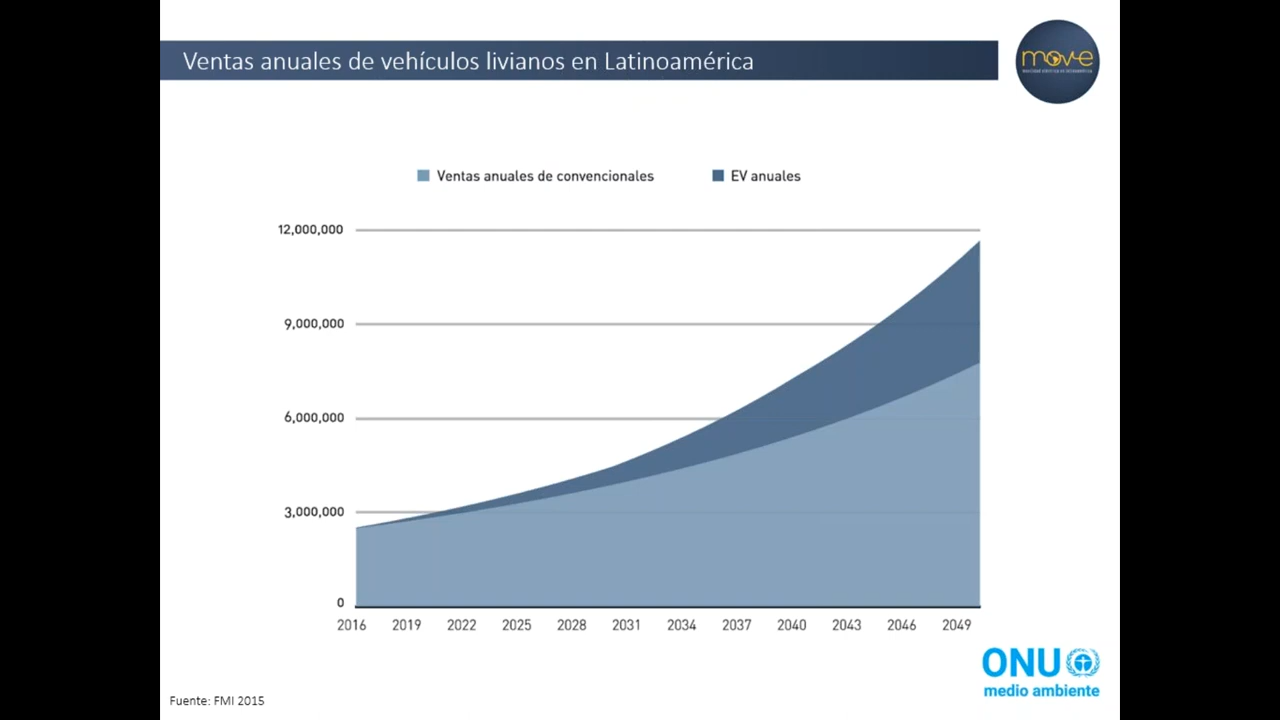 Ventas anuales de vehículos livianos en Latinoamérica
move
Ventas anuales de convencionales
EV anuales
12,000,000
9,000,000
6,000,000
3,000,000
0
2016 2019 2022 2025 2028 2031 2034 2037 2040 2043 2046 2049
ONU
medio ambiente
Fuente: FMI 2015